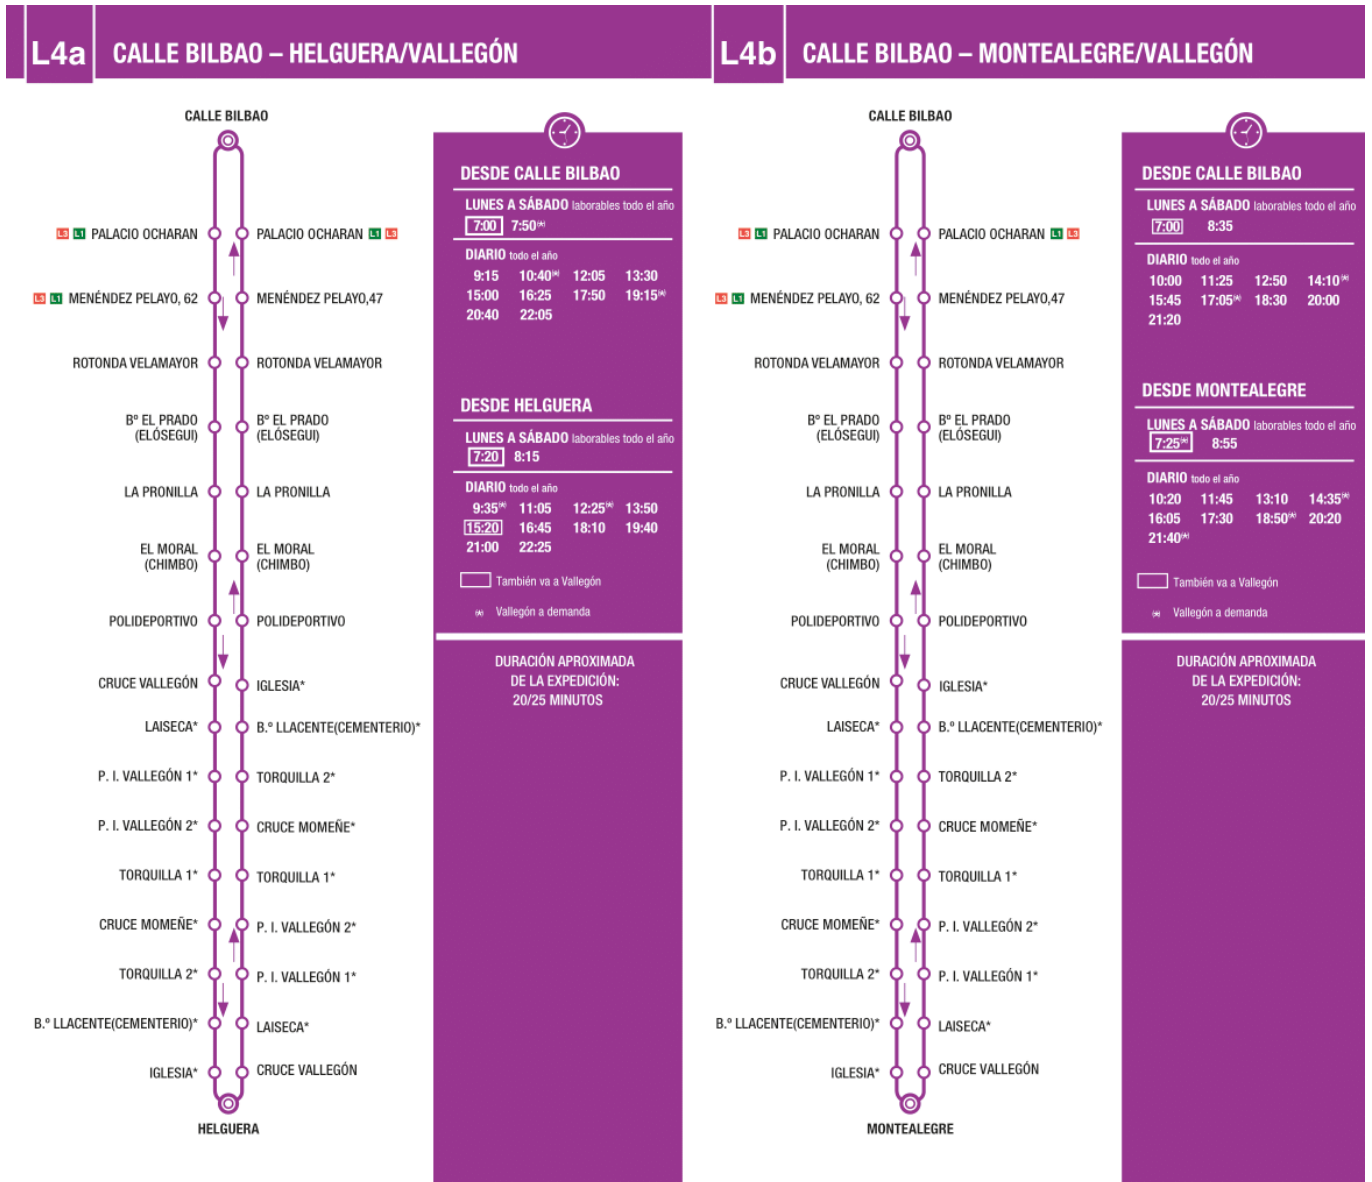 L4a CALLE BILBAO – HELGUERA/VALLEGÓN
CALLE BILBAO
L3 L1 PALACIO OCHARAN
PALACIO OCHARAN L1 L3
L3 L1 MENÉNDEZ PELAYO, 62
MENÉNDEZ PELAYO,47
ROTONDA VELAMAYOR
ROTONDA VELAMAYOR
Bº EL PRADO
(ELÓSEGUI)
Bº EL PRADO
(ELÓSEGUI)
LA PRONILLA
LA PRONILLA
EL MORAL
(CHIMBO)
EL MORAL
(CHIMBO)
POLIDEPORTIVO
POLIDEPORTIVO
CRUCE VALLEGÓN
IGLESIA*
LAISECA*
B.º LLACENTE(CEMENTERIO)*
P. I. VALLEGÓN 1*
TORQUILLA 2*
P. I. VALLEGÓN 2*
CRUCE MOMEÑE*
TORQUILLA 1*
TORQUILLA 1*
CRUCE MOMEÑE*
P. I. VALLEGÓN 2*
TORQUILLA 2*
P. I. VALLEGÓN 1*
B.º LLACENTE(CEMENTERIO)*
LAISECA*
IGLESIA*
CRUCE VALLEGÓN
HELGUERA
DESDE CALLE BILBAO
LUNES A SÁBADO laborables todo el año
7:00 7:50(*)
DIARIO todo el año
9:15 10:40(*) 12:05 13:30
15:00 16:25 17:50 19:15(*)
20:40 22:05
DESDE HELGUERA
LUNES A SÁBADO laborables todo el año
7:20 8:15
DIARIO todo el año
9:35(*) 11:05 12:25(*) 13:50
15:20 16:45 18:10 19:40
21:00 22:25
También va a Vallegón
(*) Vallegón a demanda
DURACIÓN APROXIMADA
DE LA EXPEDICIÓN:
20/25 MINUTOS
L4b CALLE BILBAO – MONTEALEGRE/VALLEGÓN
CALLE BILBAO
L3 L1 PALACIO OCHARAN
PALACIO OCHARAN L1 L3
L3 L1 MENÉNDEZ PELAYO, 62
MENÉNDEZ PELAYO,47
ROTONDA VELAMAYOR
ROTONDA VELAMAYOR
Bº EL PRADO
(ELÓSEGUI)
Bº EL PRADO
(ELÓSEGUI)
LA PRONILLA
LA PRONILLA
EL MORAL
(CHIMBO)
EL MORAL
(CHIMBO)
POLIDEPORTIVO
POLIDEPORTIVO
CRUCE VALLEGÓN
IGLESIA*
LAISECA*
B.º LLACENTE(CEMENTERIO)*
P. I. VALLEGÓN 1*
TORQUILLA 2*
P. I. VALLEGÓN 2*
CRUCE MOMEÑE*
TORQUILLA 1*
TORQUILLA 1*
CRUCE MOMEÑE*
P. I. VALLEGÓN 2*
TORQUILLA 2*
P. I. VALLEGÓN 1*
B.º LLACENTE(CEMENTERIO)*
LAISECA*
IGLESIA*
CRUCE VALLEGÓN
MONTEALEGRE
DESDE CALLE BILBAO
LUNES A SÁBADO laborables todo el año
7:00 8:35
DIARIO todo el año
10:00 11:25 12:50 14:10(*)
15:45 17:05(*) 18:30 20:00
21:20
DESDE MONTEALEGRE
LUNES A SÁBADO laborables todo el año
7:25(*) 8:55
DIARIO todo el año
10:20 11:45 13:10 14:35(*)
16:05 17:30 18:50(*) 20:20
21:40(*)
También va a Vallegón
(*) Vallegón a demanda
DURACIÓN APROXIMADA
DE LA EXPEDICIÓN:
20/25 MINUTOS